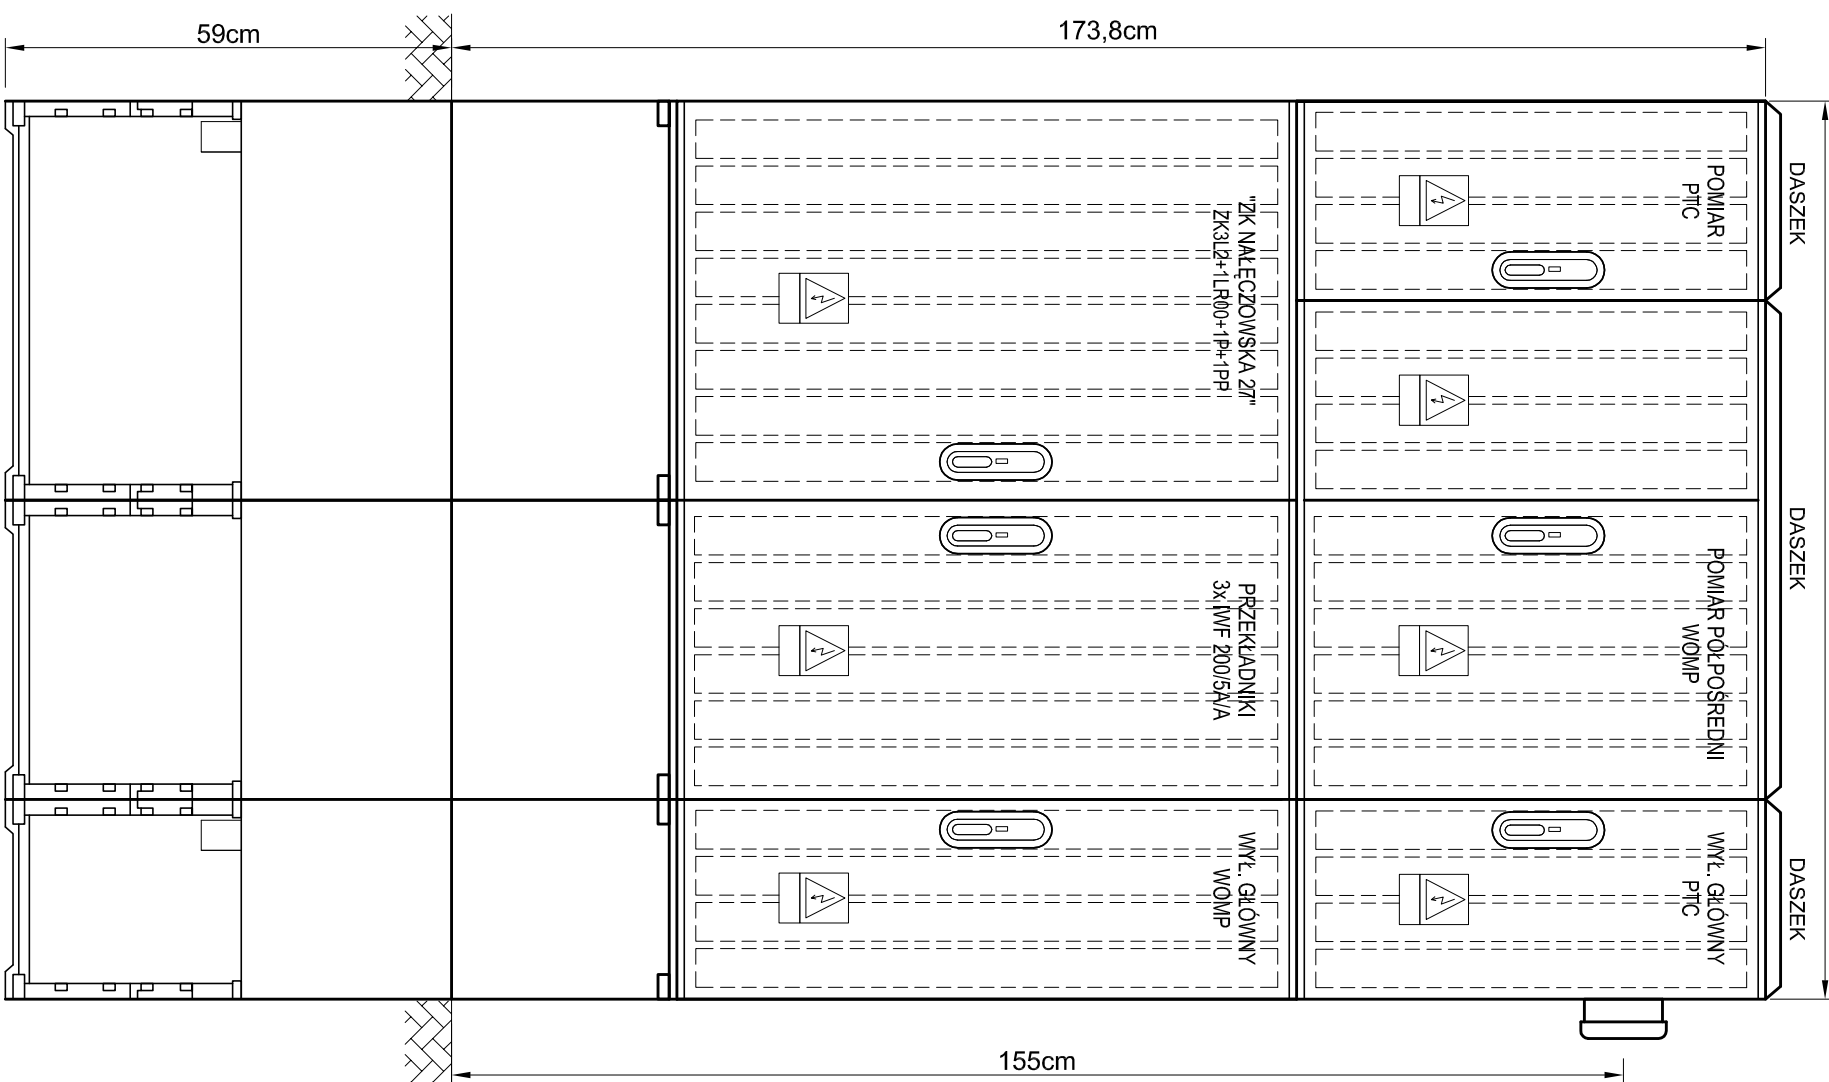 59cm
173,8cm
DASZEK
POMIAR
PTC
"ZK NAŁĘCZOWSKA 27"
ZK3L2+1LR00+1P+1PP
DASZEK
POMIAR PÓŁPOŚREDNI
WOMP
PRZEKŁADNIKI
3x IWF 200/5A/A
DASZEK
WYŁ. GŁÓWNY
PTC
WYŁ. GŁÓWNY
WOMP
155cm